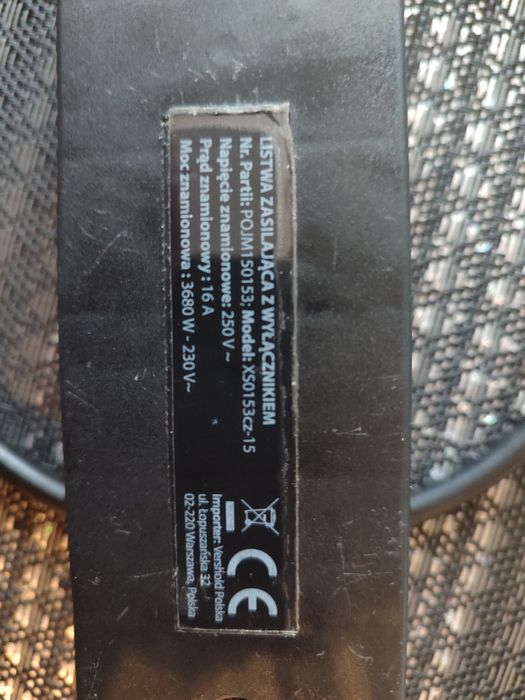 LISTWA ZASILAJĄCA Z WYŁĄCZNIKIEM
Nr. Partii: POJM150153; Model: XS0153cz-15
Napięcie znamionowe: 250V~
Prąd znamionowy : 16 A
Moc znamionowa : 3680 W - 230 V~
CE
Importer: Vershold Polska
ul. Łopuszańska 32
02-220 Warszawa, Polska